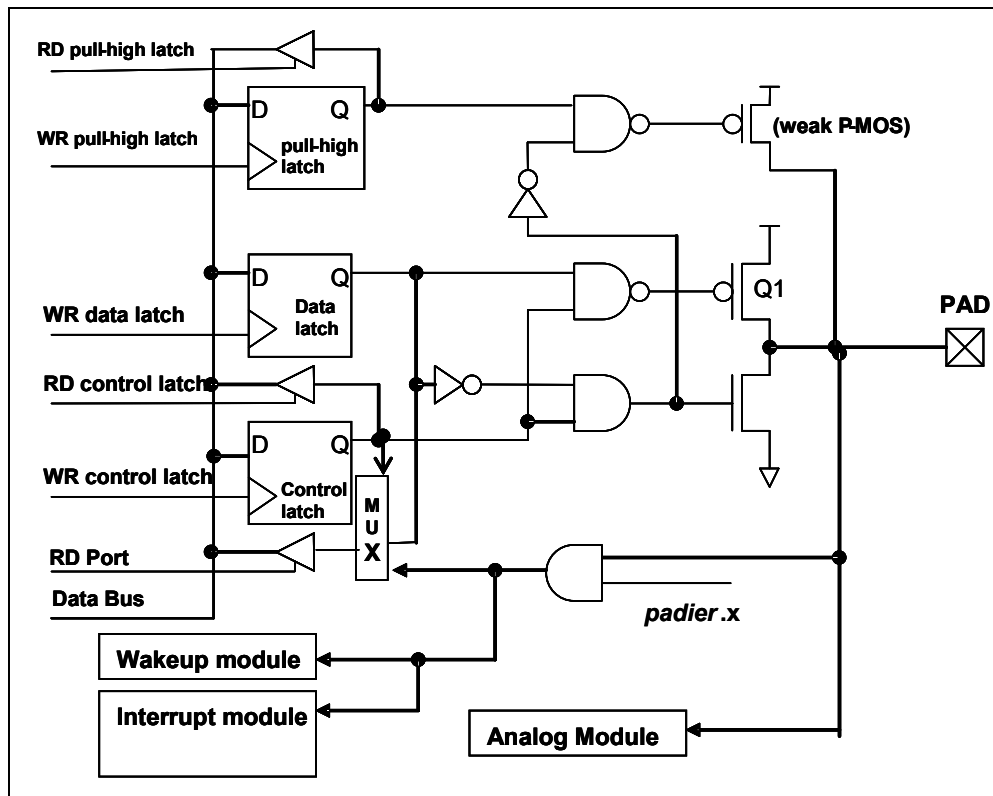 RD pull-high latch
D
Q
WR pull-high latch
pull-high
latch
(weak P-MOS)
D
Q
Data
latch
WR data latch
Q1
PAD
RD control latch
D
Q
WR control latch
Control
latch
M
U
X
RD Port
Data Bus
padier.x
Wakeup module
Interrupt module
Analog Module